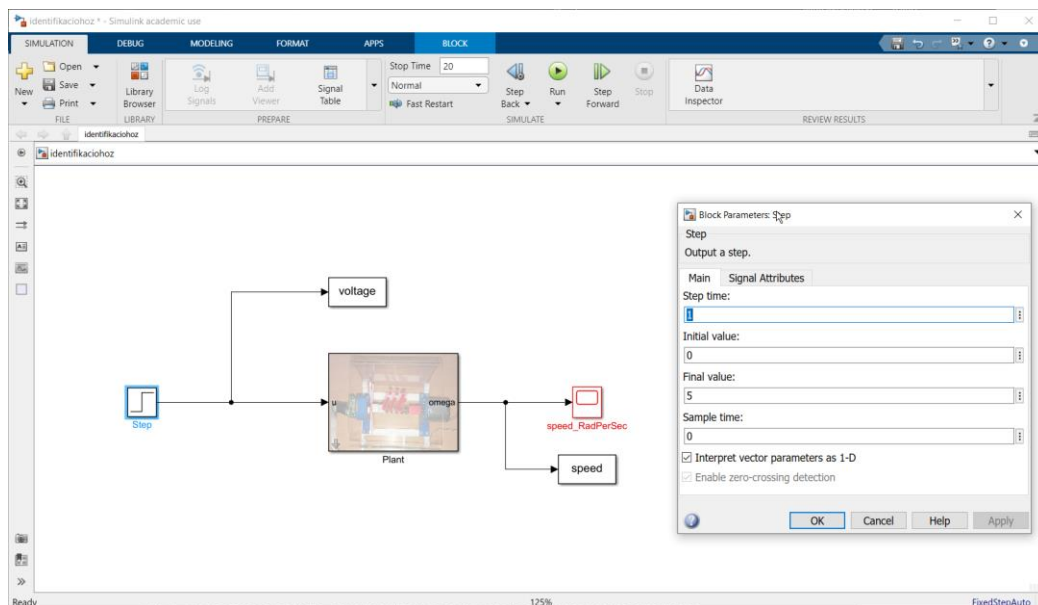 identifikaciohoz * - Simulink academic use
SIMULATION DEBUG MODELING FORMAT APPS BLOCK
New
Open
Save
Print
FILE
Library Browser
LIBRARY
Log Signals
Add Viewer
Signal Table
PREPARE
Stop Time 20
Normal
Fast Restart
Step Back
Run
Step Forward
Stop
SIMULATE
Data Inspector
REVIEW RESULTS
identifikaciohoz
identifikaciohoz
voltage
Step
u
omega
Plant
speed_RadPerSec
speed
Block Parameters: Step
Step
Output a step.
Main Signal Attributes
Step time:
1
Initial value:
0
Final value:
5
Sample time:
0
Interpret vector parameters as 1-D
Enable zero-crossing detection
OK Cancel Help Apply
Ready 125% FixedStepAuto